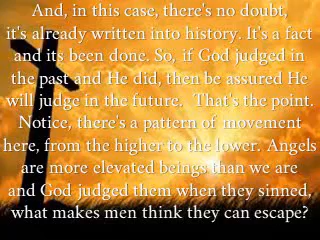 And, in this case, there's no doubt,
it's already written into history. It's a fact
and its been done. So, if God judged in
the past and He did, then be assured He
will judge in the future. That's the point.
Notice, there's a pattern of movement
here, from the higher to the lower. Angels
are more elevated beings than we are
and God judged them when they sinned,
what makes men think they can escape?